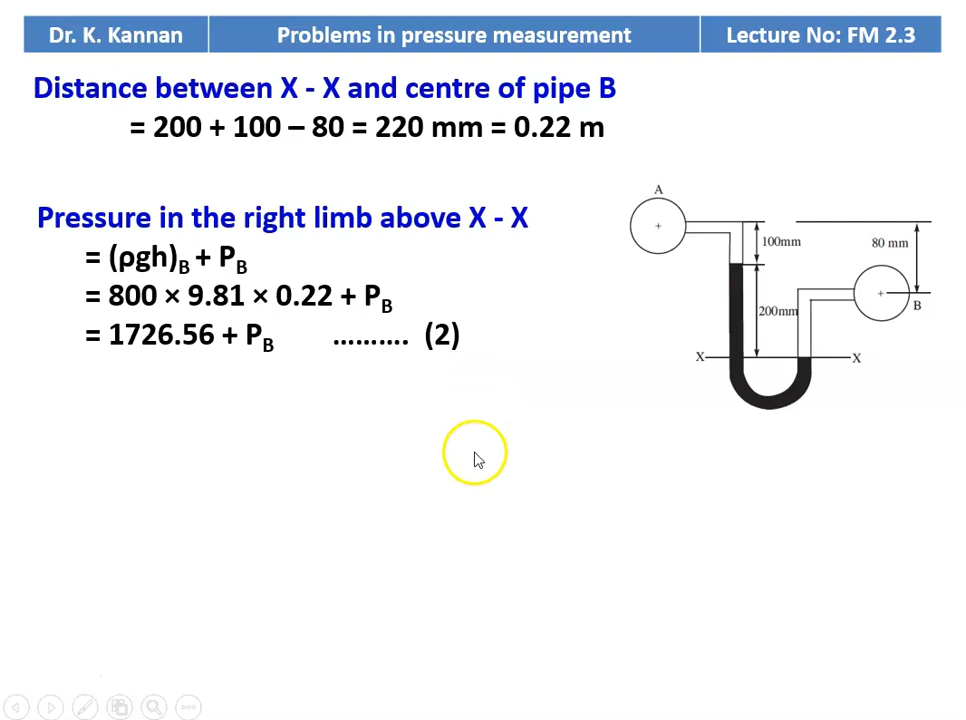 Dr. K. Kannan Problems in pressure measurement Lecture No: FM 2.3
Distance between X - X and centre of pipe B
= 200 + 100 – 80 = 220 mm = 0.22 m
Pressure in the right limb above X - X
= (ρgh)B + PB
= 800 × 9.81 × 0.22 + PB
= 1726.56 + PB ………. (2)
A
100mm
80 mm
200mm
B
X
X